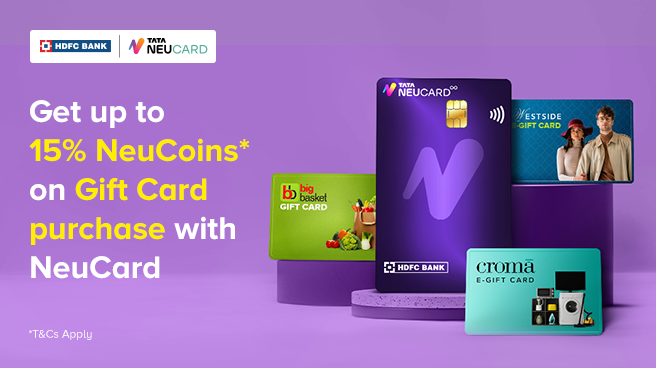 HDFC BANK
TATA
NEUCARD
Get up to
15% NeuCoins*
on Gift Card
purchase with
NeuCard
*T&Cs Apply
TATA
NEUCARD∞
HDFC BANK
bb big
basket
GIFT CARD
WESTSIDE
E-GIFT CARD
cromā
E-GIFT CARD